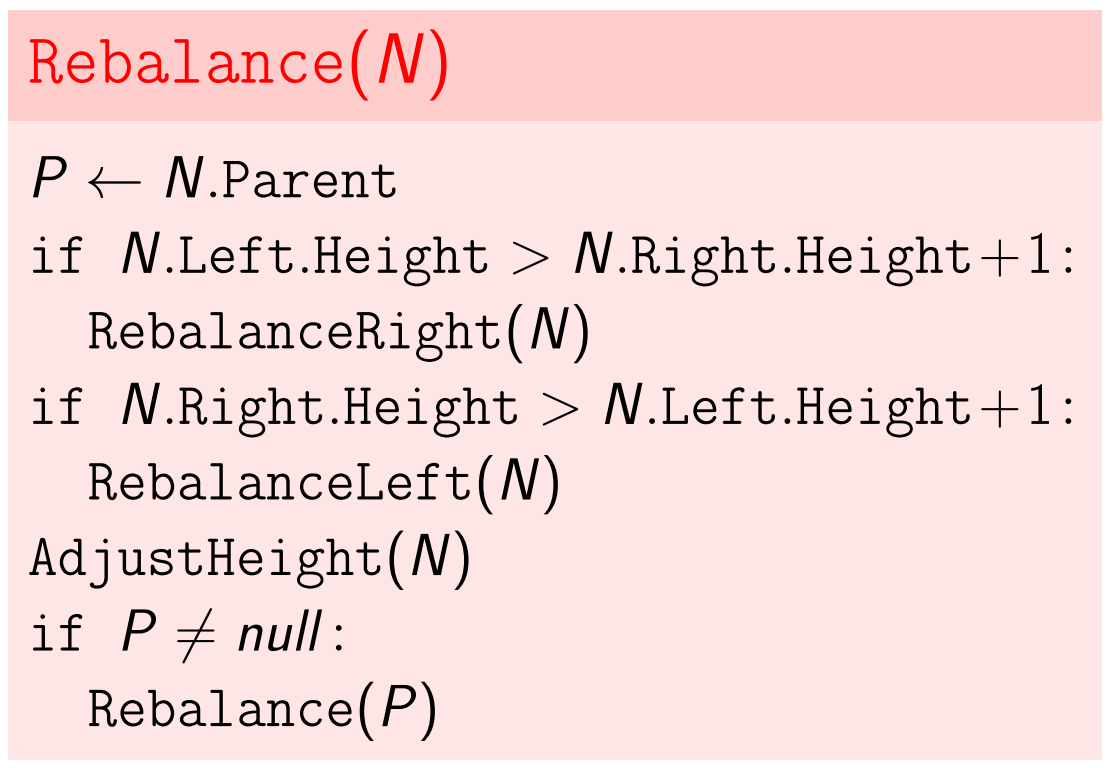 Rebalance(N)
P ← N.Parent
if N.Left.Height > N.Right.Height+1:
RebalanceRight(N)
if N.Right.Height > N.Left.Height+1:
RebalanceLeft(N)
AdjustHeight(N)
if P ≠ null:
Rebalance(P)